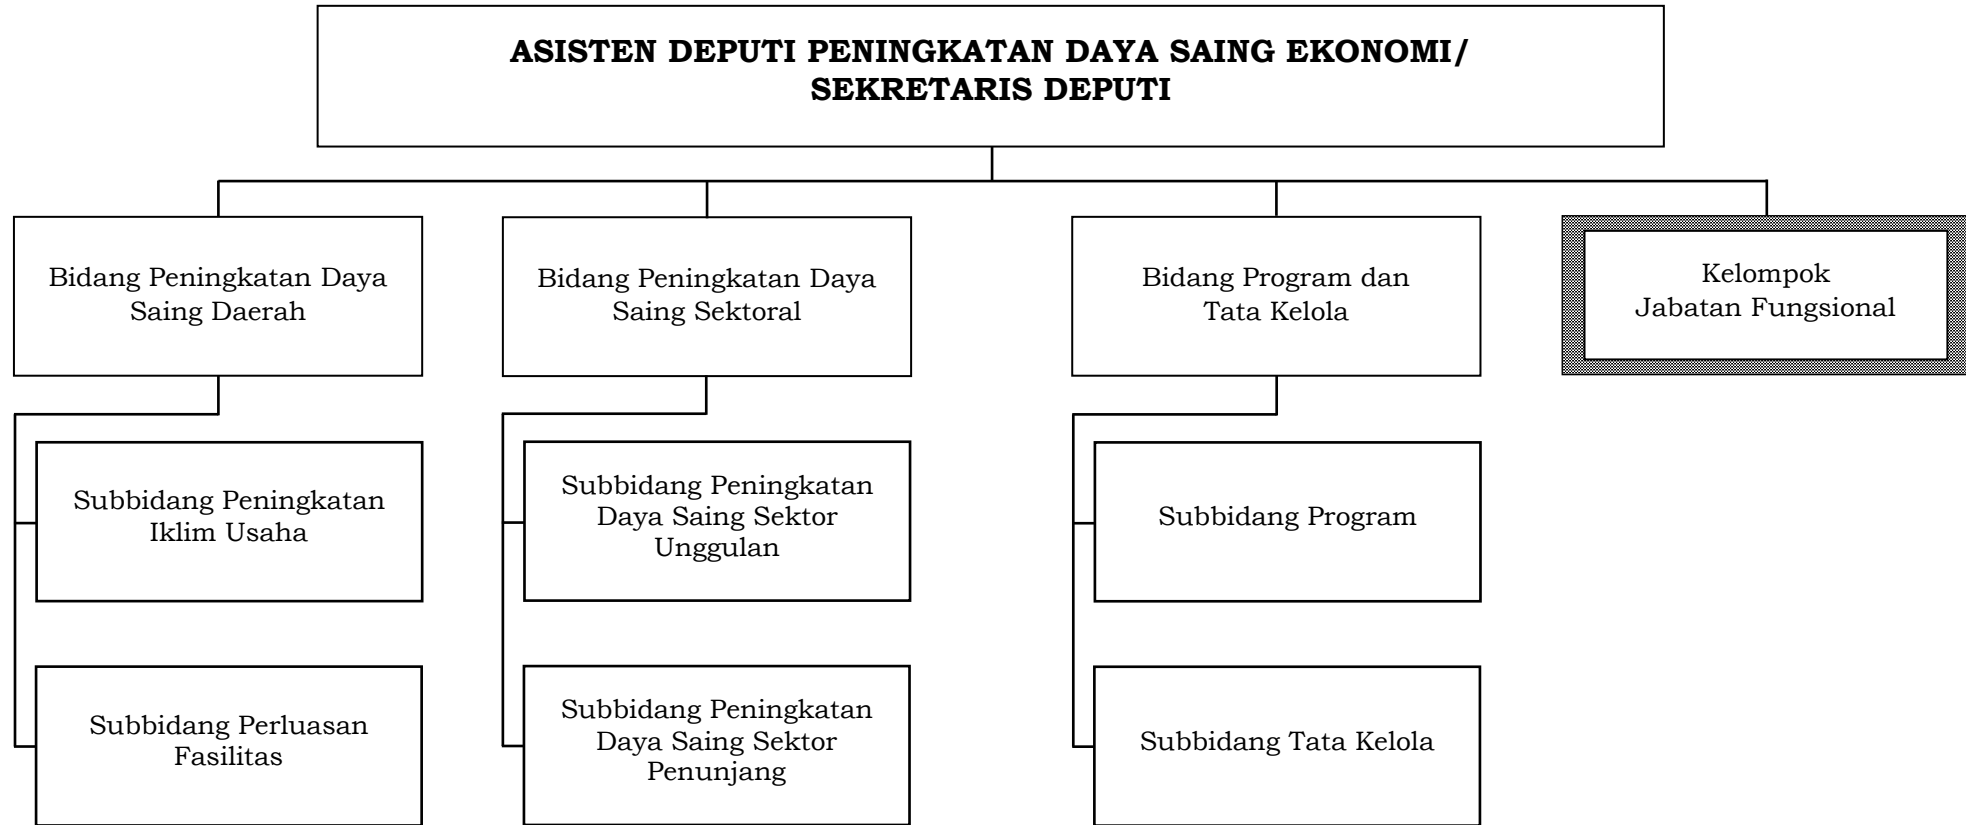 ASISTEN DEPUTI PENINGKATAN DAYA SAING EKONOMI/
SEKRETARIS DEPUTI
Bidang Peningkatan Daya
Saing Daerah
Bidang Peningkatan Daya
Saing Sektoral
Bidang Program dan
Tata Kelola
Kelompok
Jabatan Fungsional
Subbidang Peningkatan
Iklim Usaha
Subbidang Peningkatan
Daya Saing Sektor
Unggulan
Subbidang Program
Subbidang Perluasan
Fasilitas
Subbidang Peningkatan
Daya Saing Sektor
Penunjang
Subbidang Tata Kelola